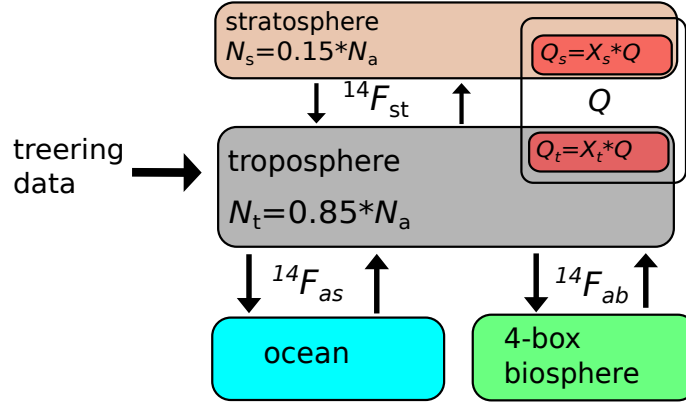 stratosphere
Nₛ=0.15*Nₐ
Qₛ=Xₛ*Q
¹⁴Fₛₜ
Q
treering
data
troposphere
Qₜ=Xₜ*Q
Nₜ=0.85*Nₐ
¹⁴Fₐₛ
¹⁴F_ab
ocean
4-box
biosphere